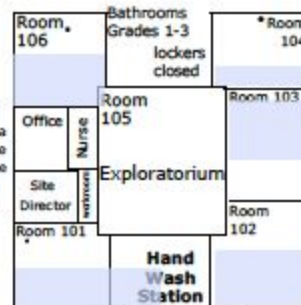 Bathrooms
Grades 1-3
lockers
closed
Room
106
Room
104
Room
105
Exploratorium
Room 103
Office
Nurse
Site
Director
workroom
Room 101
Room
102
Hand
Wash
Station